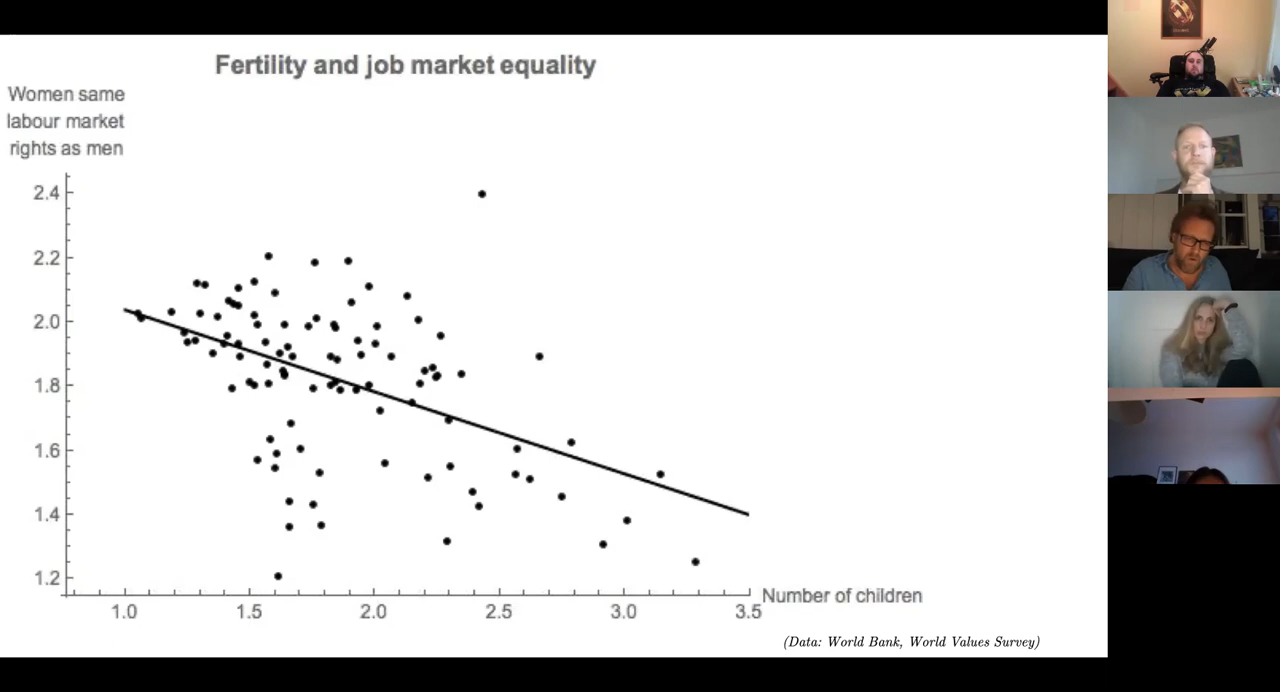 Fertility and job market equality
Women same
labour market
rights as men
2.4
2.2
2.0
1.8
1.6
1.4
1.2
1.0 1.5 2.0 2.5 3.0 3.5
Number of children
(Data: World Bank, World Values Survey)